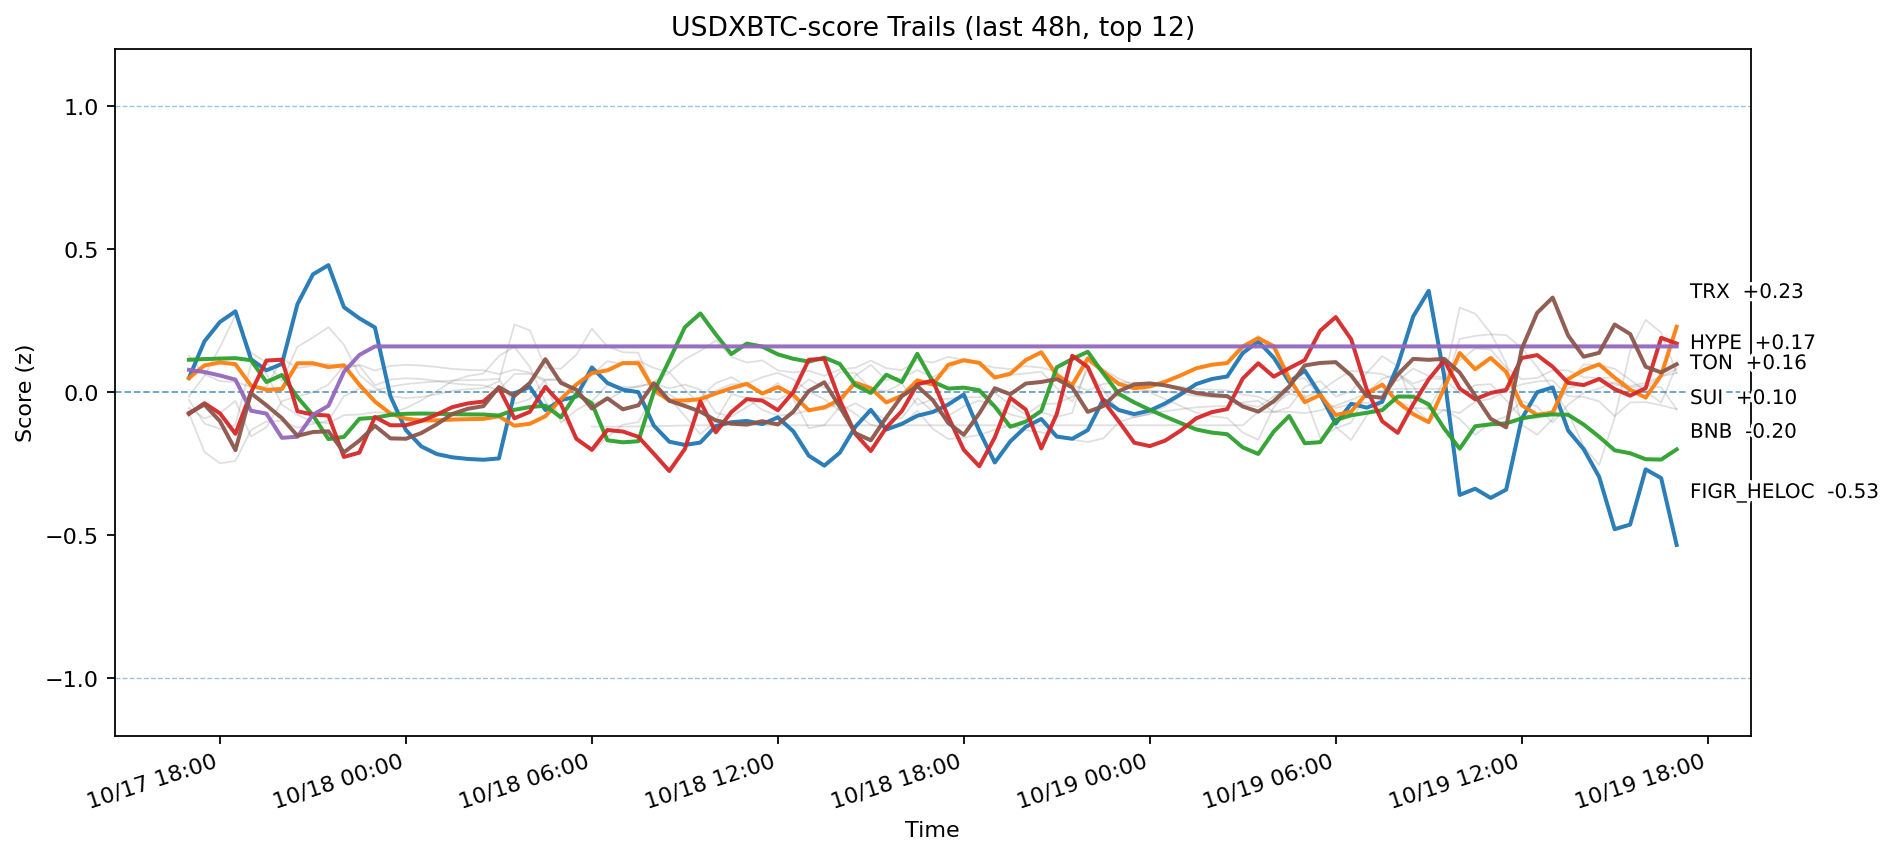 USDXBTC-score Trails (last 48h, top 12)
Score (z)
1.0
0.5
0.0
−0.5
−1.0
TRX +0.23
HYPE +0.17
TON +0.16
SUI +0.10
BNB -0.20
FIGR_HELOC -0.53
10/17 18:00
10/18 00:00
10/18 06:00
10/18 12:00
10/18 18:00
10/19 00:00
10/19 06:00
10/19 12:00
10/19 18:00
Time